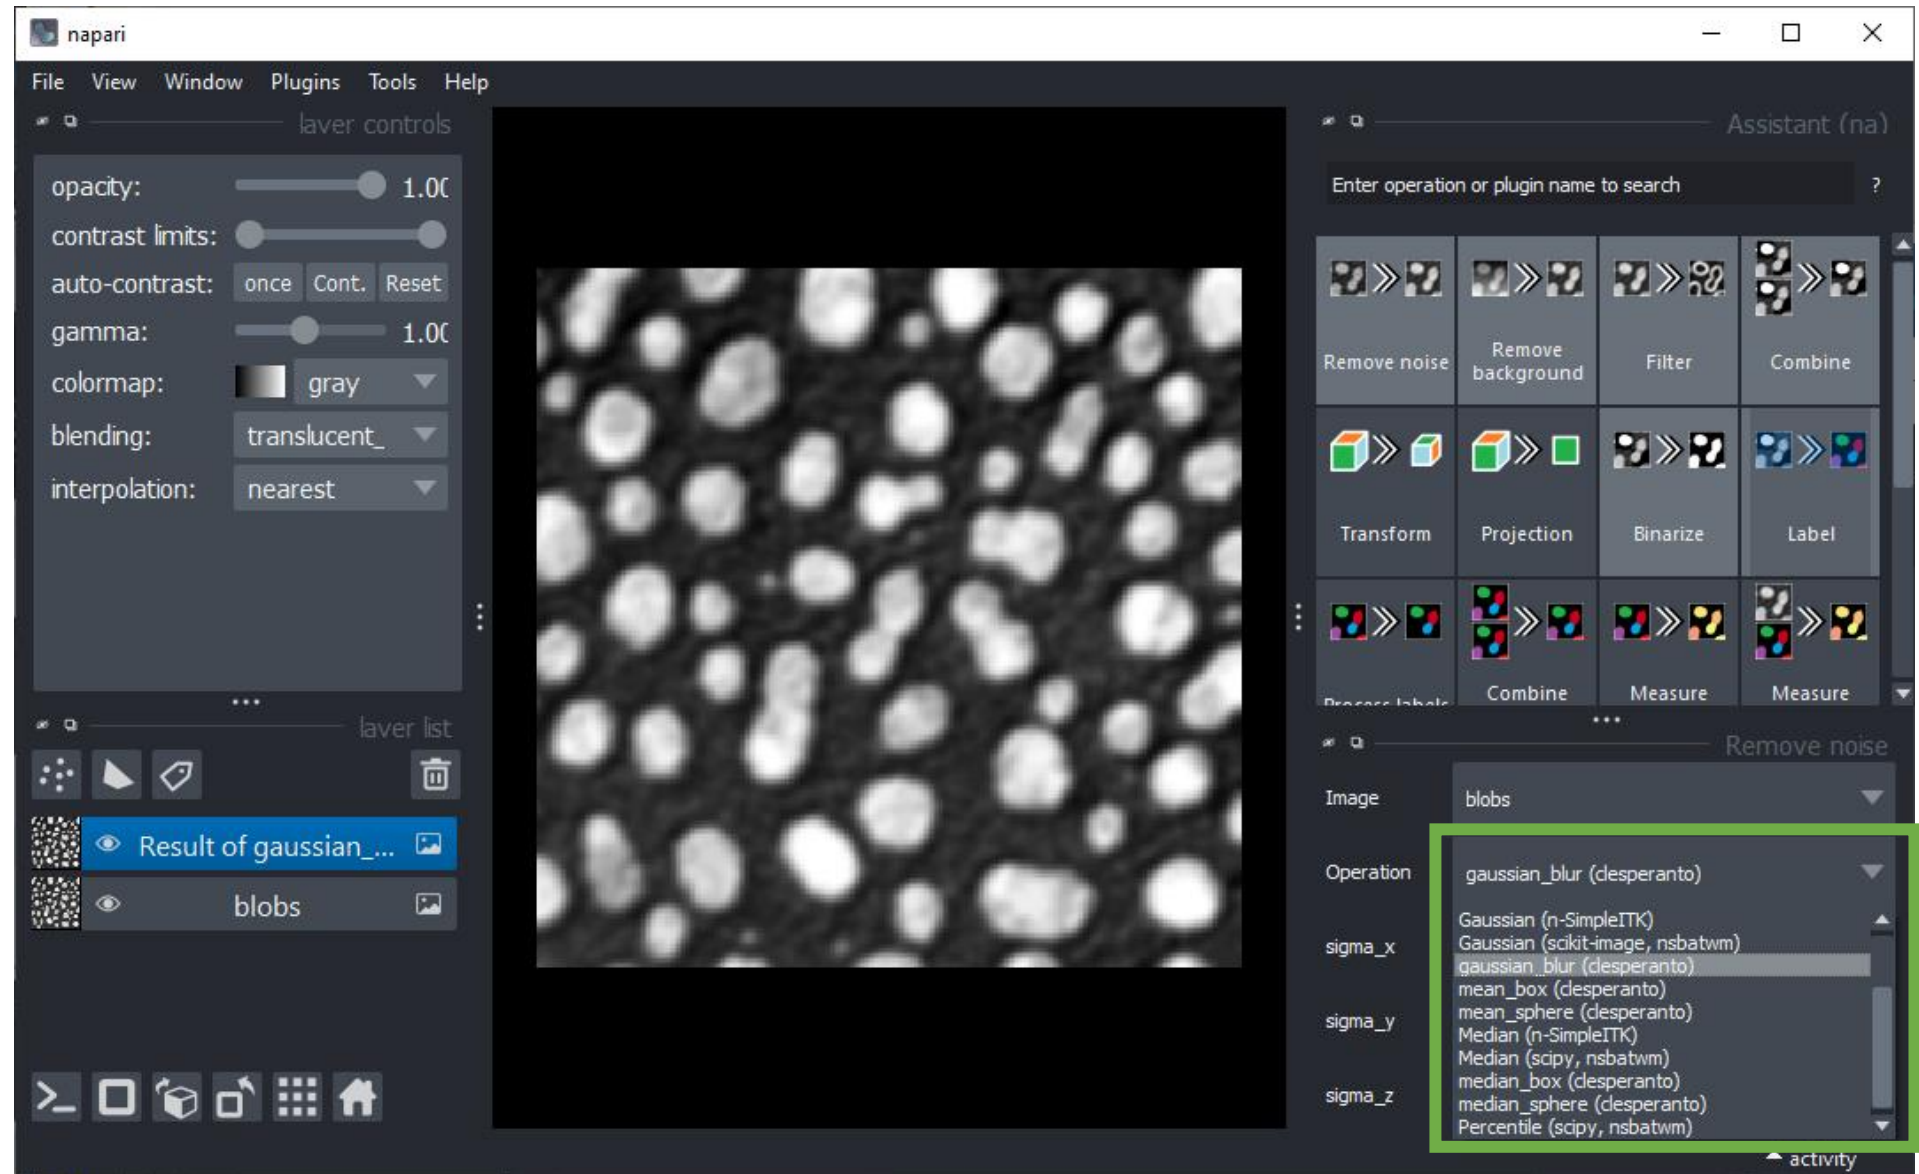 napari
File View Window Plugins Tools Help
layer controls
opacity: 1.00
contrast limits:
auto-contrast: once Cont. Reset
gamma: 1.00
colormap: gray
blending: translucent_
interpolation: nearest
layer list
Result of gaussian_...
blobs
Assistant (na)
Enter operation or plugin name to search ?
Remove noise
Remove background
Filter
Combine
Transform
Projection
Binarize
Label
Process labels
Combine
Measure
Measure
Remove noise
Image blobs
Operation gaussian_blur (clesperanto)
Gaussian (n-SimpleITK)
Gaussian (scikit-image, nsbatwm)
gaussian_blur (clesperanto)
mean_box (clesperanto)
mean_sphere (clesperanto)
Median (n-SimpleITK)
Median (scipy, nsbatwm)
median_box (clesperanto)
median_sphere (clesperanto)
Percentile (scipy, nsbatwm)
sigma_x
sigma_y
sigma_z
activity